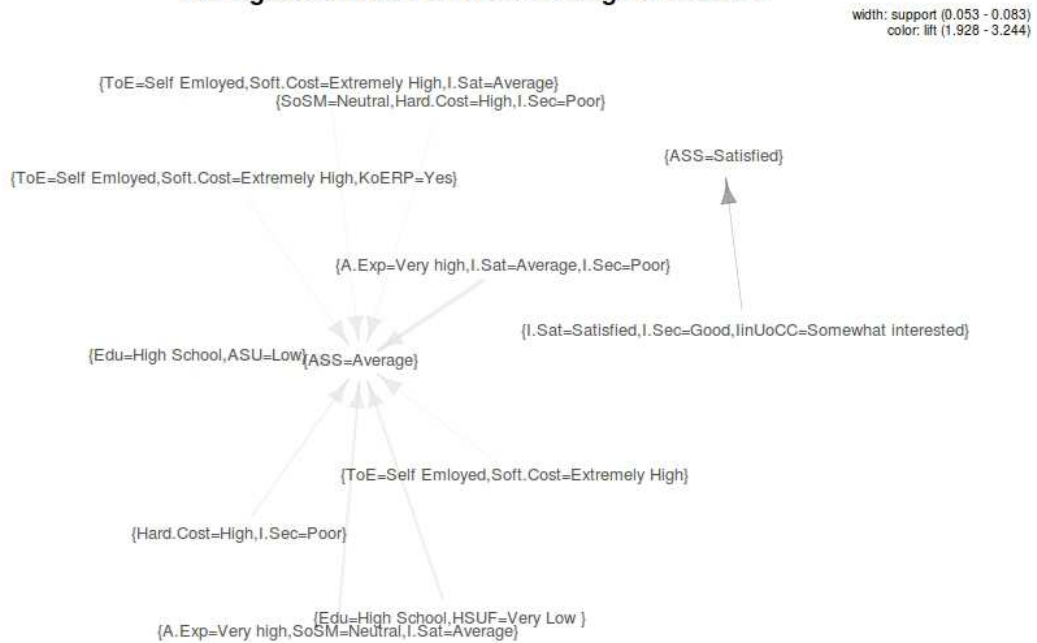 width: support (0.053 - 0.083)
color: lift (1.928 - 3.244)
{ToE=Self Emloyed,Soft.Cost=Extremely High,I.Sat=Average}
{SoSM=Neutral,Hard.Cost=High,I.Sec=Poor}
{ASS=Satisfied}
{ToE=Self Emloyed,Soft.Cost=Extremely High,KoERP=Yes}
{A.Exp=Very high,I.Sat=Average,I.Sec=Poor}
{I.Sat=Satisfied,I.Sec=Good,IinUoCC=Somewhat interested}
{Edu=High School,ASU=Low}
{ASS=Average}
{ToE=Self Emloyed,Soft.Cost=Extremely High}
{Hard.Cost=High,I.Sec=Poor}
{Edu=High School,HSUF=Very Low }
{A.Exp=Very high,SoSM=Neutral,I.Sat=Average}